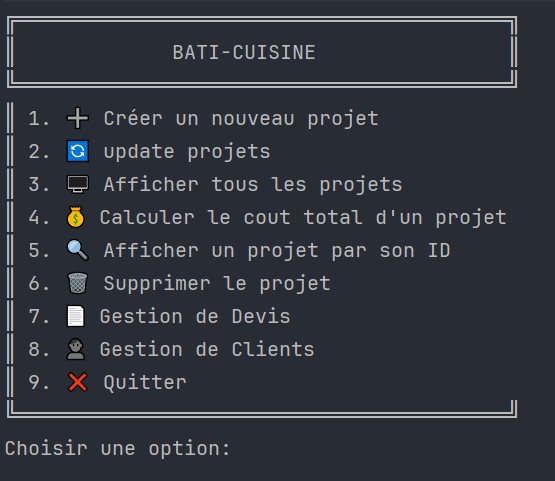 BATI-CUISINE
1. ➕ Créer un nouveau projet
2. 🔄 update projets
3. 🖥️ Afficher tous les projets
4. 💰 Calculer le cout total d'un projet
5. 🔍 Afficher un projet par son ID
6. 🗑️ Supprimer le projet
7. 📄 Gestion de Devis
8. 👤 Gestion de Clients
9. ❌ Quitter
Choisir une option: